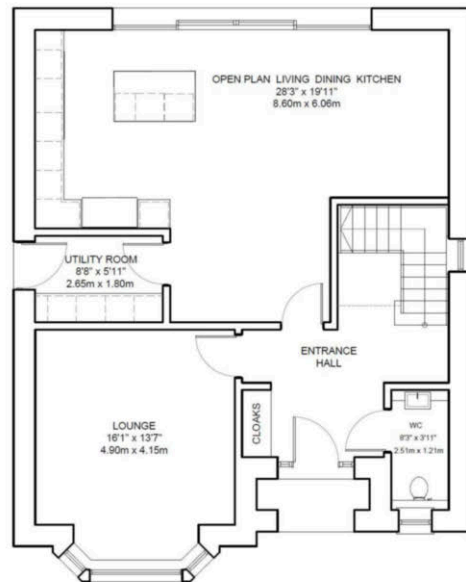 OPEN PLAN LIVING DINING KITCHEN
28'3" x 19'11"
8.60m x 6.06m
UTILITY ROOM
8'8" x 5'11"
2.65m x 1.80m
ENTRANCE
HALL
LOUNGE
16'1" x 13'7"
4.90m x 4.15m
CLOAKS
WC
8'3" x 3'11"
2.51m x 1.21m